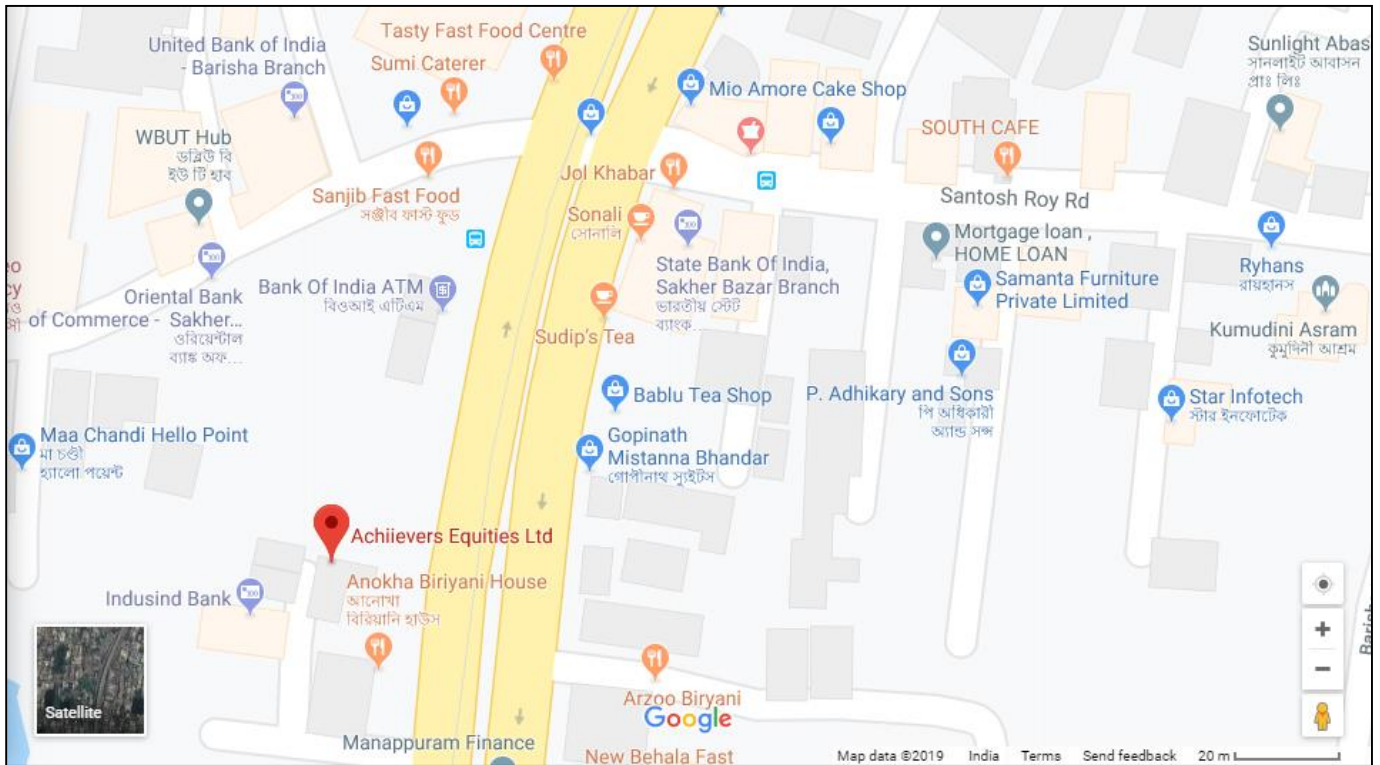 Tasty Fast Food Centre
Sumi Caterer
United Bank of India
- Barisha Branch
Mio Amore Cake Shop
Sunlight Abas
সানলাইট আবাসন
প্রাঃ লিঃ
WBUT Hub
ডব্লিউ বি
ইউ টি হাব
SOUTH CAFE
Jol Khabar
Sanjib Fast Food
সঞ্জীব ফাস্ট ফুড
Santosh Roy Rd
Sonali
সোনালি
Mortgage loan ,
HOME LOAN
State Bank Of India,
Sakher Bazar Branch
ভারতীয় স্টেট
ব্যাংক...
Ryhans
রায়হানস
Samanta Furniture
Private Limited
Bank Of India ATM
বিওআই এটিএম
Oriental Bank
of Commerce - Sakher...
ওরিয়েন্টাল
ব্যাঙ্ক অফ...
Sudip's Tea
Kumudini Asram
কুমুদিনী আশ্রম
Bablu Tea Shop
P. Adhikary and Sons
পি অধিকারী
অ্যান্ড সন্স
Star Infotech
স্টার ইনফোটেক
Maa Chandi Hello Point
মা চণ্ডী
হ্যালো পয়েন্ট
Gopinath
Mistanna Bhandar
গোপীনাথ স্যুইটস
Achiievers Equities Ltd
Anokha Biriyani House
আনোখা
বিরিয়ানি হাউস
Indusind Bank
Arzoo Biryani
Satellite
Google
Manappuram Finance
New Behala Fast
Map data ©2019 India Terms Send feedback 20 m